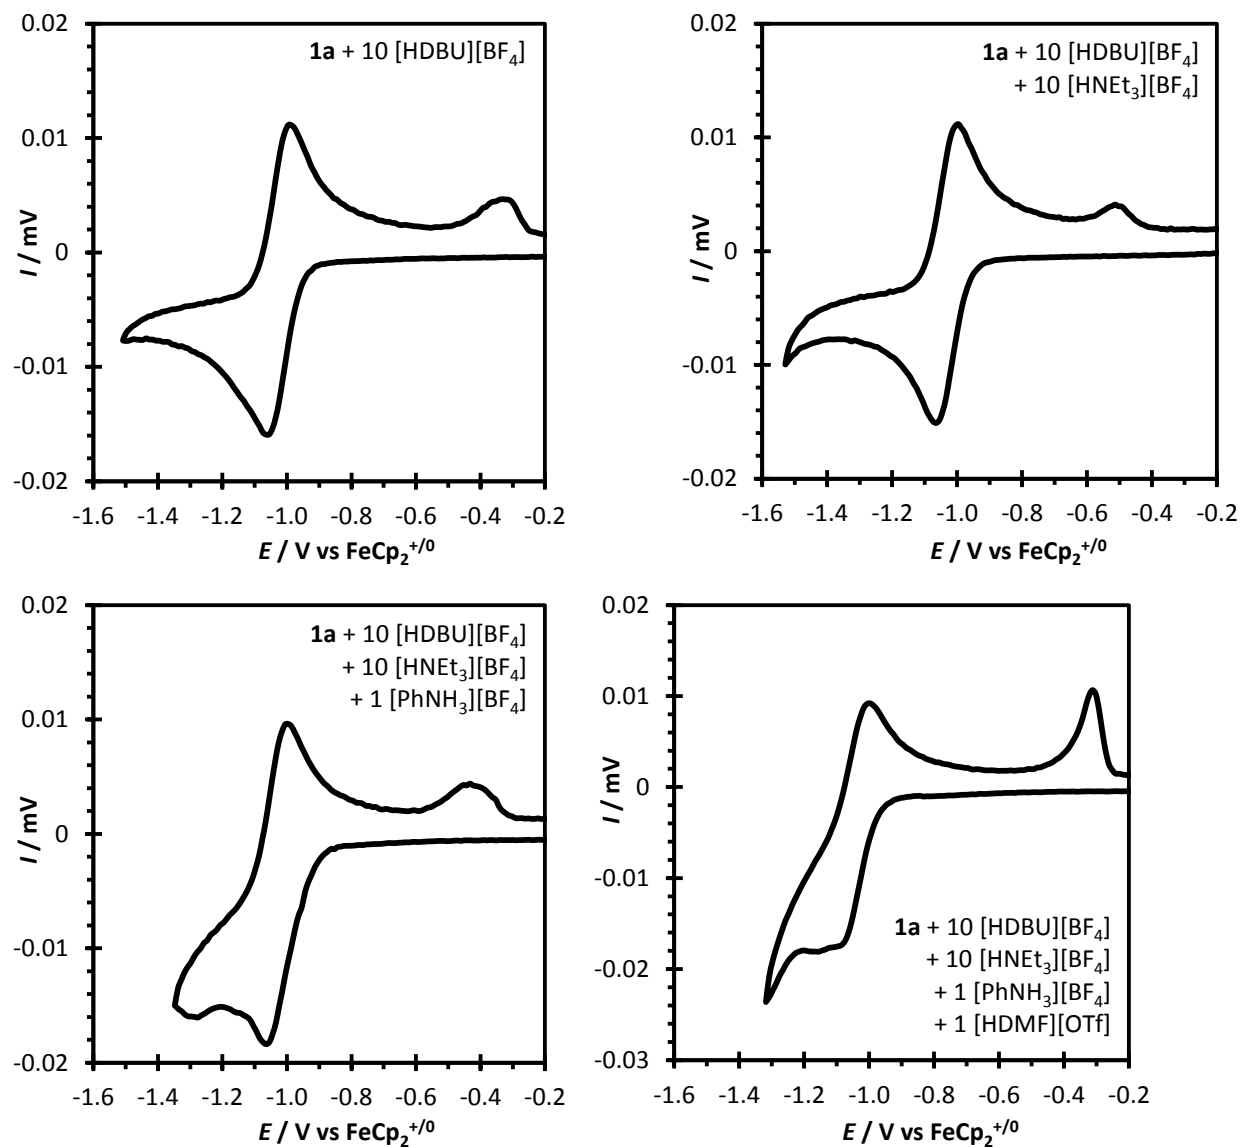 0.02
0.01
0
-0.01
-0.02
I / mV
1a + 10 [HDBU][BF4]
-1.6 -1.4 -1.2 -1.0 -0.8 -0.6 -0.4 -0.2
E / V vs FeCp2+/0
0.02
0.01
0
-0.01
-0.02
I / mV
1a + 10 [HDBU][BF4]
+ 10 [HNEt3][BF4]
-1.6 -1.4 -1.2 -1.0 -0.8 -0.6 -0.4 -0.2
E / V vs FeCp2+/0
0.02
0.01
0
-0.01
-0.02
I / mV
1a + 10 [HDBU][BF4]
+ 10 [HNEt3][BF4]
+ 1 [PhNH3][BF4]
-1.6 -1.4 -1.2 -1.0 -0.8 -0.6 -0.4 -0.2
E / V vs FeCp2+/0
0.02
0.01
0
-0.01
-0.02
-0.03
I / mV
1a + 10 [HDBU][BF4]
+ 10 [HNEt3][BF4]
+ 1 [PhNH3][BF4]
+ 1 [HDMF][OTf]
-1.6 -1.4 -1.2 -1.0 -0.8 -0.6 -0.4 -0.2
E / V vs FeCp2+/0